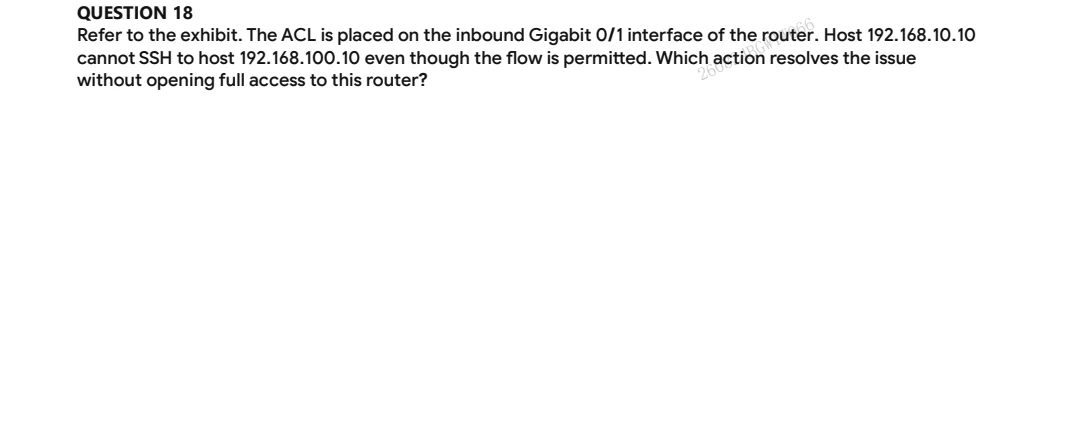 QUESTION 18
Refer to the exhibit. The ACL is placed on the inbound Gigabit 0/1 interface of the router. Host 192.168.10.10
cannot SSH to host 192.168.100.10 even though the flow is permitted. Which action resolves the issue
without opening full access to this router?